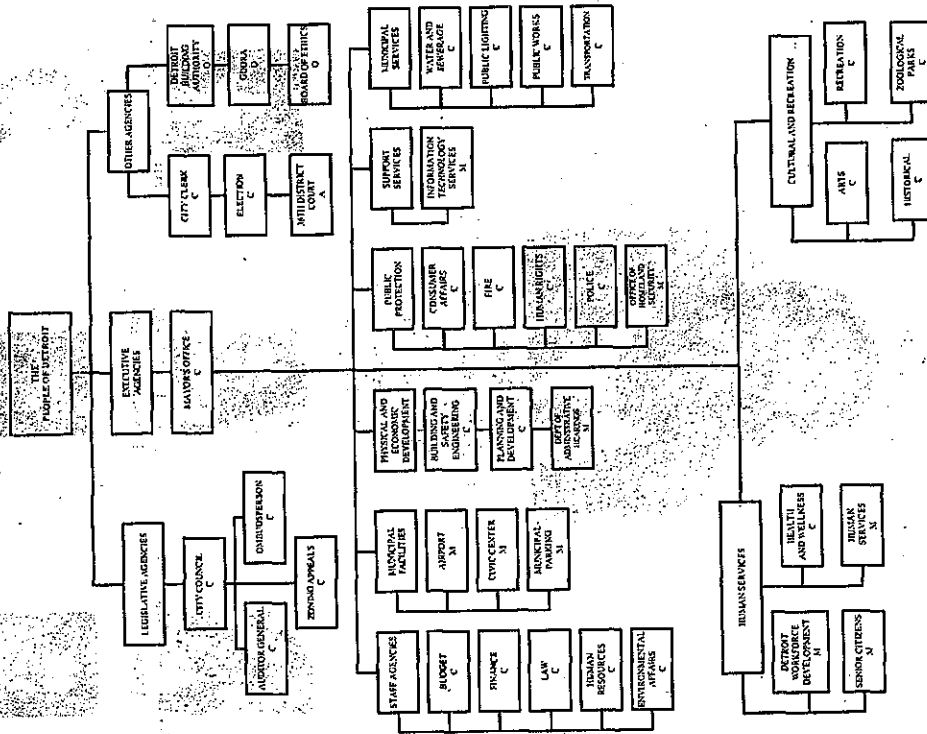 THE
PEOPLE OF DETROIT
LEGISLATIVE AGENCIES
EXECUTIVE
AGENCIES
OTHER AGENCIES
CITY COUNCIL
C
MAYOR'S OFFICE
C
CITY CLERK
C
DETROIT
BUILDING
AUTHORITY
O
AUDITOR GENERAL
C
OMBUDSPERSON
C
ELECTION
C
GDRRA
O
ZONING APPEALS
C
36TH DISTRICT
COURT
A
BOARD OF ETHICS
O
STAFF AGENCIES
BUDGET
C
FINANCE
C
LAW
C
HUMAN
RESOURCES
C
ENVIRONMENTAL
AFFAIRS
C
MUNICIPAL
FACILITIES
AIRPORT
M
CIVIC CENTER
M
MUNICIPAL-
PARKING
M
PHYSICAL AND
ECONOMIC
DEVELOPMENT
BUILDING AND
SAFETY
ENGINEERING
C
PLANNING AND
DEVELOPMENT
C
DEPT OF
ADMINISTRATIVE
HEARINGS
M
PUBLIC
PROTECTION
CONSUMER
AFFAIRS
C
FIRE
C
HUMAN RIGHTS
C
POLICE
C
OFFICE OF
HOMELAND
SECURITY
M
SUPPORT
SERVICES
INFORMATION
TECHNOLOGY
SERVICES
M
MUNICIPAL
SERVICES
WATER AND
SEWERAGE
C
PUBLIC LIGHTING
C
PUBLIC WORKS
C
TRANSPORTATION
C
HUMAN SERVICES
DETROIT
WORKFORCE
DEVELOPMENT
M
HEALTH
AND WELLNESS
C
SENIOR CITIZENS
M
HUMAN
SERVICES
M
CULTURAL AND RECREATION
ARTS
C
RECREATION
C
HISTORICAL
C
ZOOLOGICAL
PARKS
C